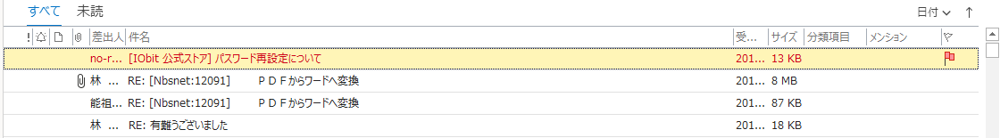 すべて 未読 日付
! 差出人 件名 受... サイズ 分類項目 メンション
no-r... [IObit 公式ストア] パスワード再設定について 201... 13 KB
林 ... RE: [Nbsnet:12091] ＰＤＦからワードへ変換 201... 8 MB
能祖... RE: [Nbsnet:12091] ＰＤＦからワードへ変換 201... 87 KB
林 ... RE: 有難うございました 201... 18 KB